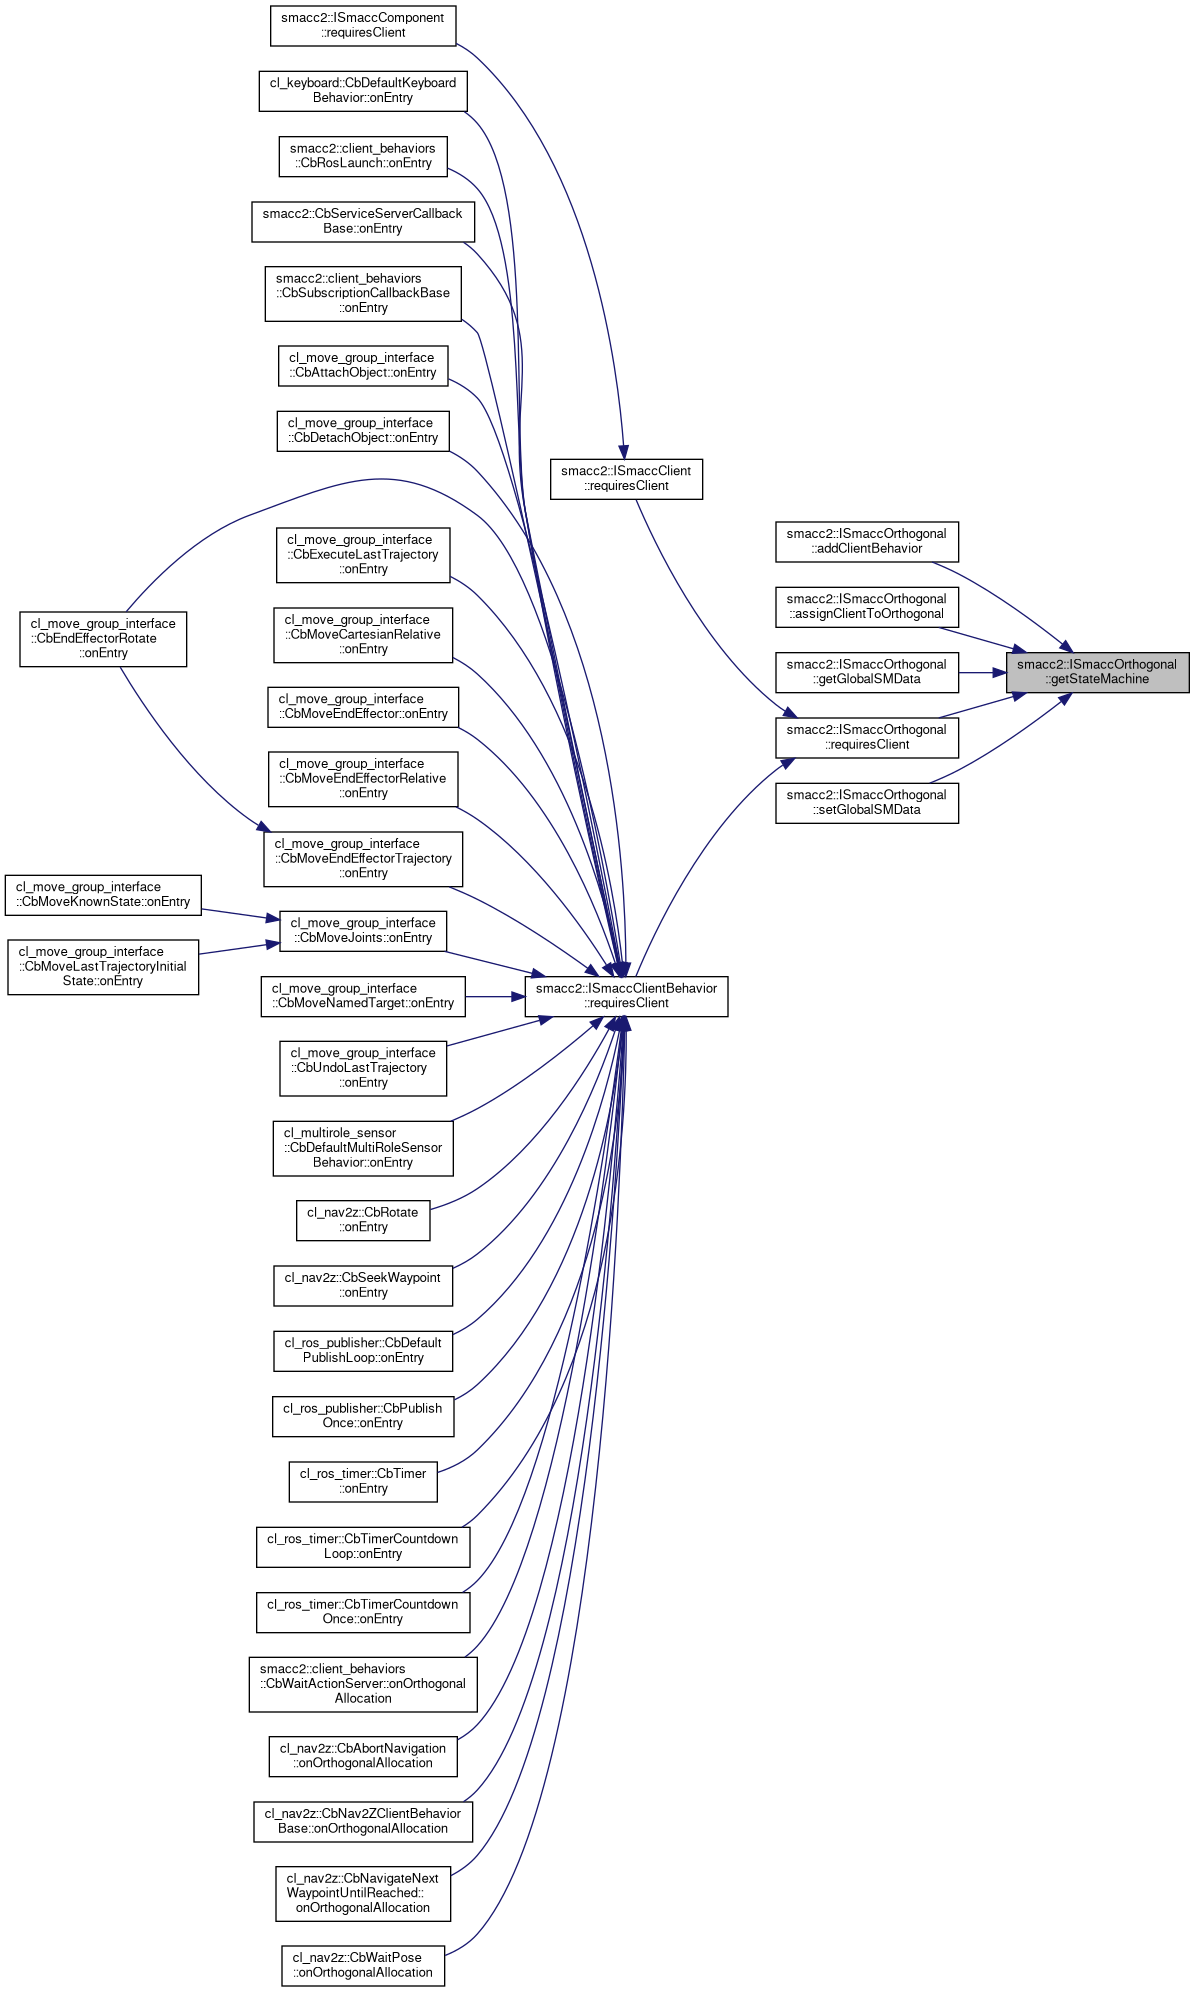 smacc2::ISmaccComponent
::requiresClient
cl_keyboard::CbDefaultKeyboard
Behavior::onEntry
smacc2::client_behaviors
::CbRosLaunch::onEntry
smacc2::CbServiceServerCallback
Base::onEntry
smacc2::client_behaviors
::CbSubscriptionCallbackBase
::onEntry
cl_move_group_interface
::CbAttachObject::onEntry
cl_move_group_interface
::CbDetachObject::onEntry
cl_move_group_interface
::CbExecuteLastTrajectory
::onEntry
cl_move_group_interface
::CbEndEffectorRotate
::onEntry
cl_move_group_interface
::CbMoveCartesianRelative
::onEntry
cl_move_group_interface
::CbMoveEndEffector::onEntry
cl_move_group_interface
::CbMoveEndEffectorRelative
::onEntry
cl_move_group_interface
::CbMoveEndEffectorTrajectory
::onEntry
cl_move_group_interface
::CbMoveKnownState::onEntry
cl_move_group_interface
::CbMoveLastTrajectoryInitial
State::onEntry
cl_move_group_interface
::CbMoveJoints::onEntry
cl_move_group_interface
::CbMoveNamedTarget::onEntry
cl_move_group_interface
::CbUndoLastTrajectory
::onEntry
cl_multirole_sensor
::CbDefaultMultiRoleSensor
Behavior::onEntry
cl_nav2z::CbRotate
::onEntry
cl_nav2z::CbSeekWaypoint
::onEntry
cl_ros_publisher::CbDefault
PublishLoop::onEntry
cl_ros_publisher::CbPublish
Once::onEntry
cl_ros_timer::CbTimer
::onEntry
cl_ros_timer::CbTimerCountdown
Loop::onEntry
cl_ros_timer::CbTimerCountdown
Once::onEntry
smacc2::client_behaviors
::CbWaitActionServer::onOrthogonal
Allocation
cl_nav2z::CbAbortNavigation
::onOrthogonalAllocation
cl_nav2z::CbNav2ZClientBehavior
Base::onOrthogonalAllocation
cl_nav2z::CbNavigateNext
WaypointUntilReached::
onOrthogonalAllocation
cl_nav2z::CbWaitPose
::onOrthogonalAllocation
smacc2::ISmaccClient
::requiresClient
smacc2::ISmaccClientBehavior
::requiresClient
smacc2::ISmaccOrthogonal
::addClientBehavior
smacc2::ISmaccOrthogonal
::assignClientToOrthogonal
smacc2::ISmaccOrthogonal
::getGlobalSMData
smacc2::ISmaccOrthogonal
::requiresClient
smacc2::ISmaccOrthogonal
::setGlobalSMData
smacc2::ISmaccOrthogonal
::getStateMachine